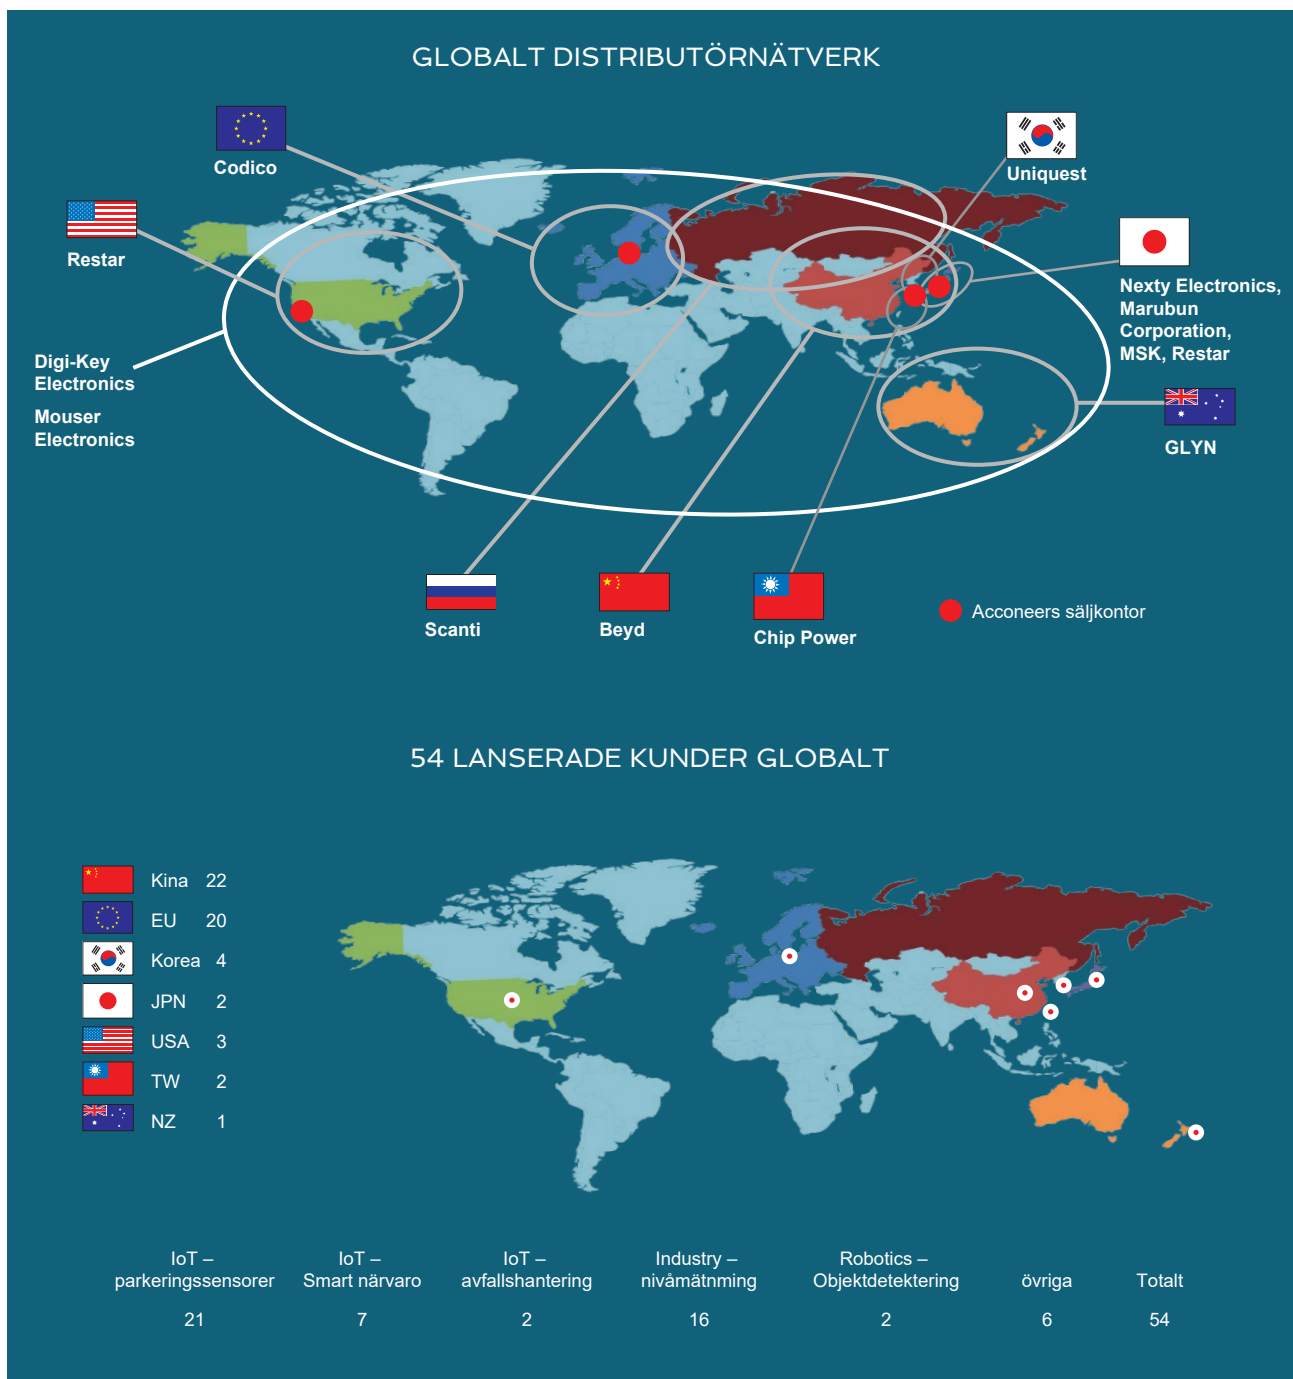 GLOBALT DISTRIBUTÖRNÄTVERK
Codico
Uniquest
Restar
Nexty Electronics,
Marubun
Corporation,
MSK, Restar
Digi-Key
Electronics
Mouser
Electronics
GLYN
Scanti
Beyd
Chip Power
Acconeers säljkontor
54 LANSERADE KUNDER GLOBALT
Kina 22
EU 20
Korea 4
JPN 2
USA 3
TW 2
NZ 1
IoT –
parkeringssensorer
21
IoT –
Smart närvaro
7
IoT –
avfallshantering
2
Industry –
nivåmätnming
16
Robotics –
Objektdetektering
2
övriga
6
Totalt
54